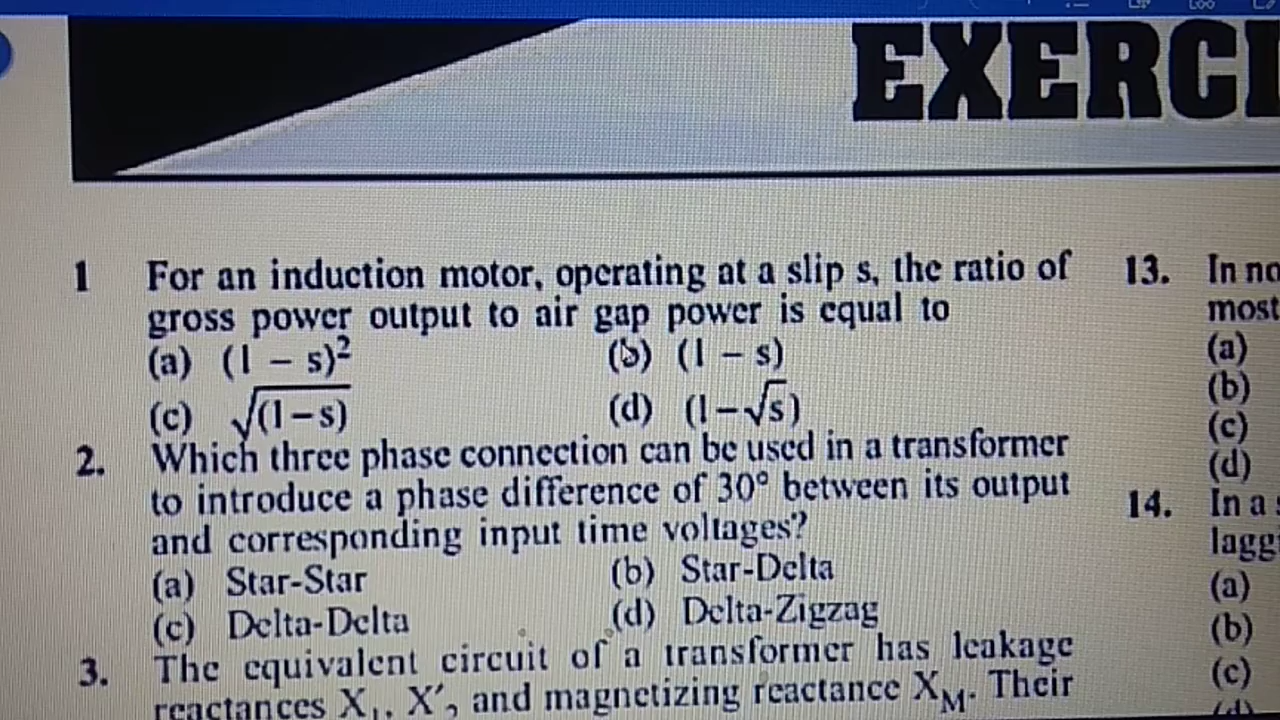 EXERCI
1 For an induction motor, operating at a slip s, the ratio of
gross power output to air gap power is equal to
(a) (1 – s)² (b) (1 – s)
(c) √(1–s) (d) (1–√s)
2. Which three phase connection can be used in a transformer
to introduce a phase difference of 30° between its output
and corresponding input time voltages?
(a) Star-Star (b) Star-Delta
(c) Delta-Delta (d) Delta-Zigzag
3. The equivalent circuit of a transformer has leakage
reactances X₁, X′₂ and magnetizing reactance X_M. Their
13. In no
most
(a)
(b)
(c)
(d)
14. In a
lagg
(a)
(b)
(c)
(d)